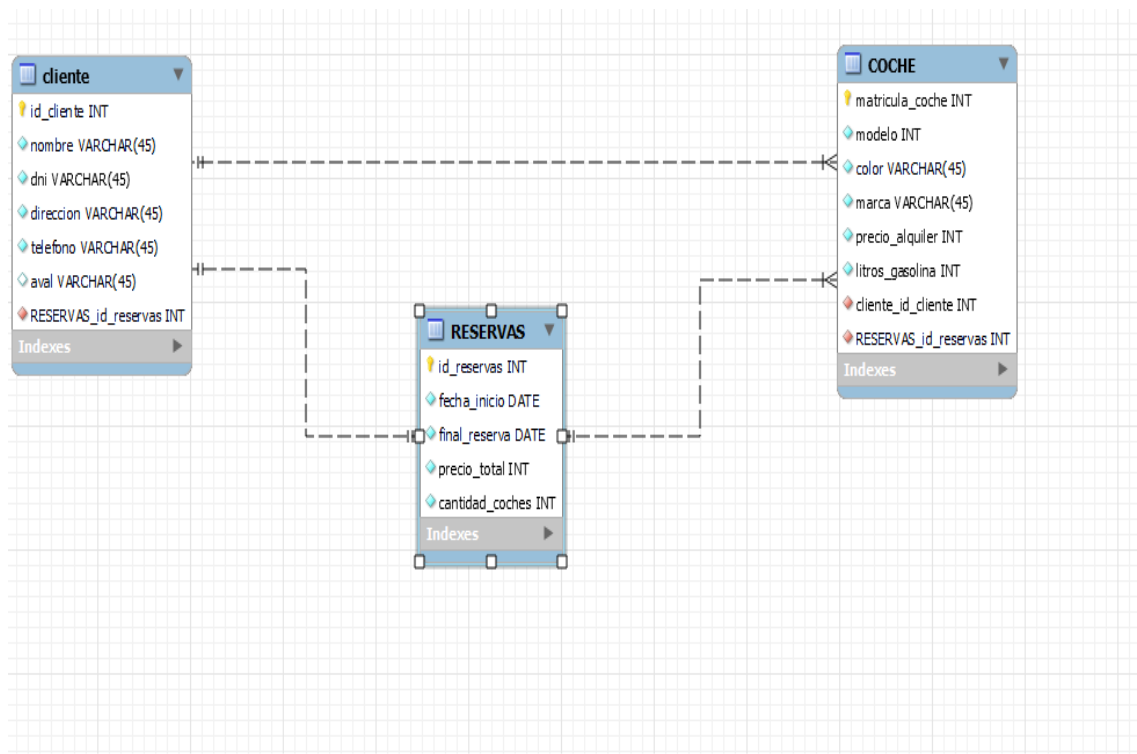 cliente
id_cliente INT
nombre VARCHAR(45)
dni VARCHAR(45)
direccion VARCHAR(45)
telefono VARCHAR(45)
aval VARCHAR(45)
RESERVAS_id_reservas INT
Indexes
RESERVAS
id_reservas INT
fecha_inicio DATE
final_reserva DATE
precio_total INT
cantidad_coches INT
Indexes
COCHE
matricula_coche INT
modelo INT
color VARCHAR(45)
marca VARCHAR(45)
precio_alquiler INT
litros_gasolina INT
cliente_id_cliente INT
RESERVAS_id_reservas INT
Indexes